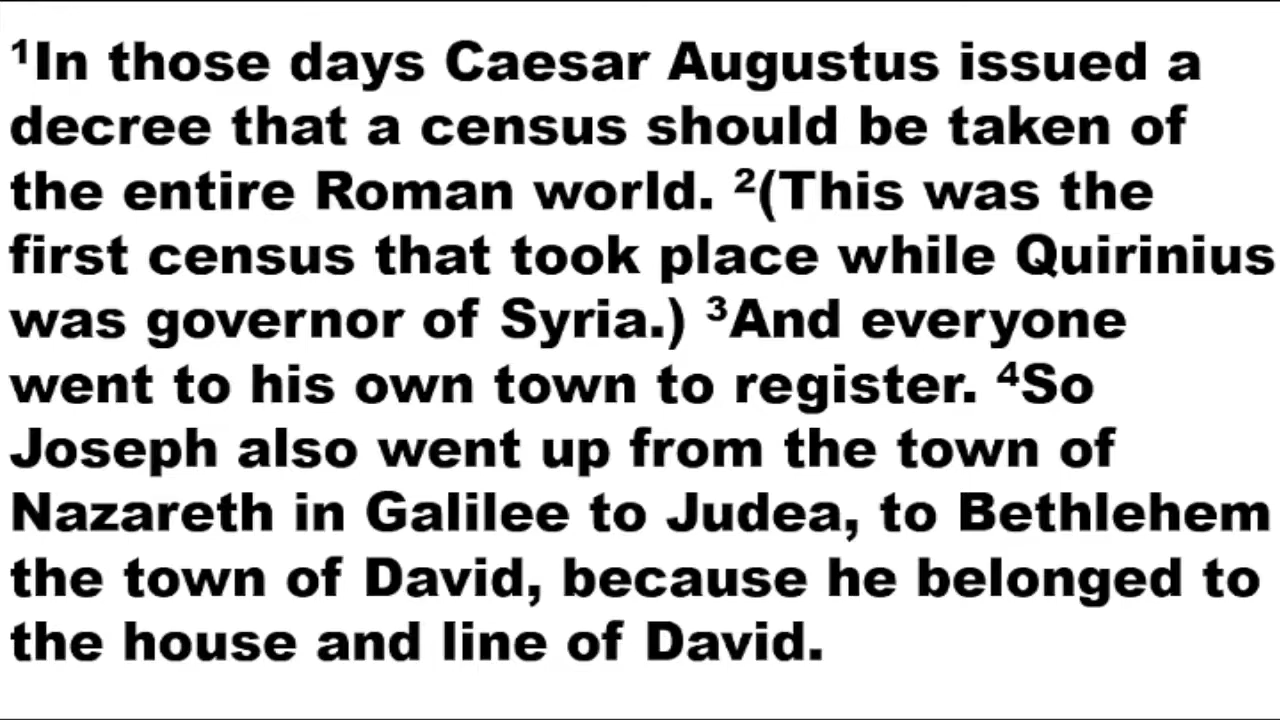 ¹In those days Caesar Augustus issued a
decree that a census should be taken of
the entire Roman world. ²(This was the
first census that took place while Quirinius
was governor of Syria.) ³And everyone
went to his own town to register. ⁴So
Joseph also went up from the town of
Nazareth in Galilee to Judea, to Bethlehem
the town of David, because he belonged to
the house and line of David.